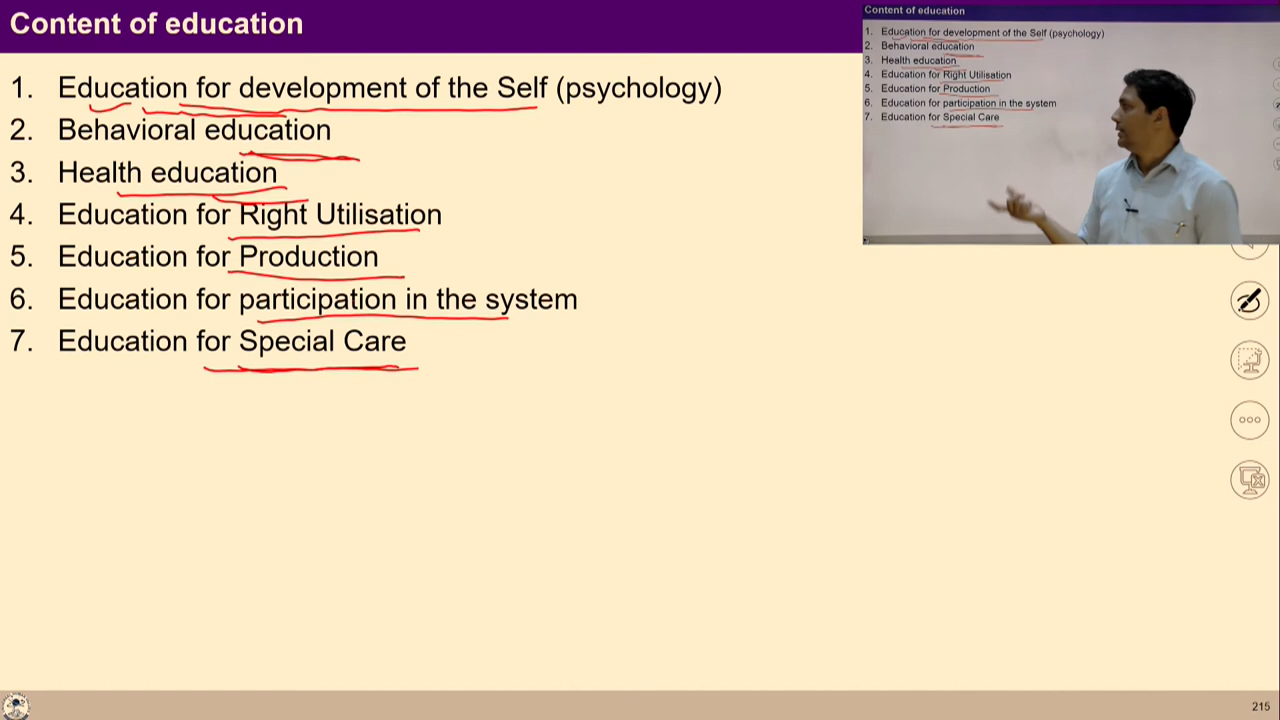 Content of education
1. Education for development of the Self (psychology)
2. Behavioral education
3. Health education
4. Education for Right Utilisation
5. Education for Production
6. Education for participation in the system
7. Education for Special Care
Content of education
1. Education for development of the Self (psychology)
2. Behavioral education
3. Health education
4. Education for Right Utilisation
5. Education for Production
6. Education for participation in the system
7. Education for Special Care
215